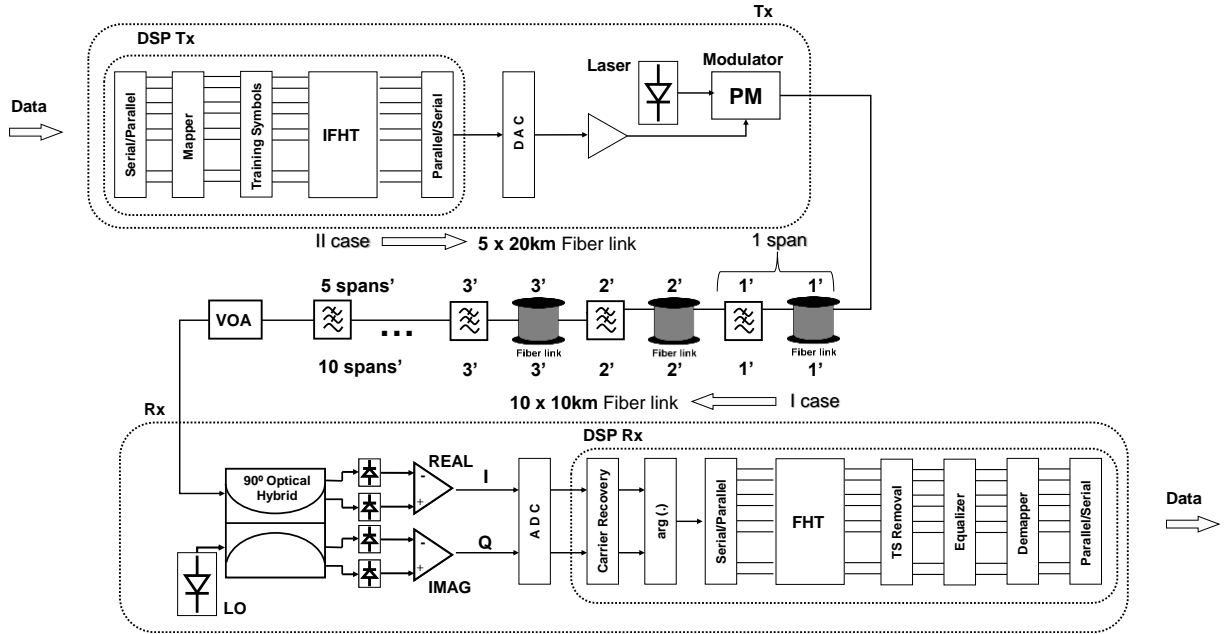 Tx
DSP Tx
Data
Serial/Parallel
Mapper
Training Symbols
IFHT
Parallel/Serial
D A C
Laser
Modulator
PM
II case
5 x 20km Fiber link
1 span
5 spans’ 3’ 3’ 2’ 2’ 1’ 1’
VOA
...
Fiber link Fiber link Fiber link
10 spans’ 3’ 3’ 2’ 2’ 1’ 1’
10 x 10km Fiber link
I case
Rx
DSP Rx
90º Optical
Hybrid
LO
REAL
- +
I
- +
IMAG
Q
A D C
Carrier Recovery
arg (.)
Serial/Parallel
FHT
TS Removal
Equalizer
Demapper
Parallel/Serial
Data